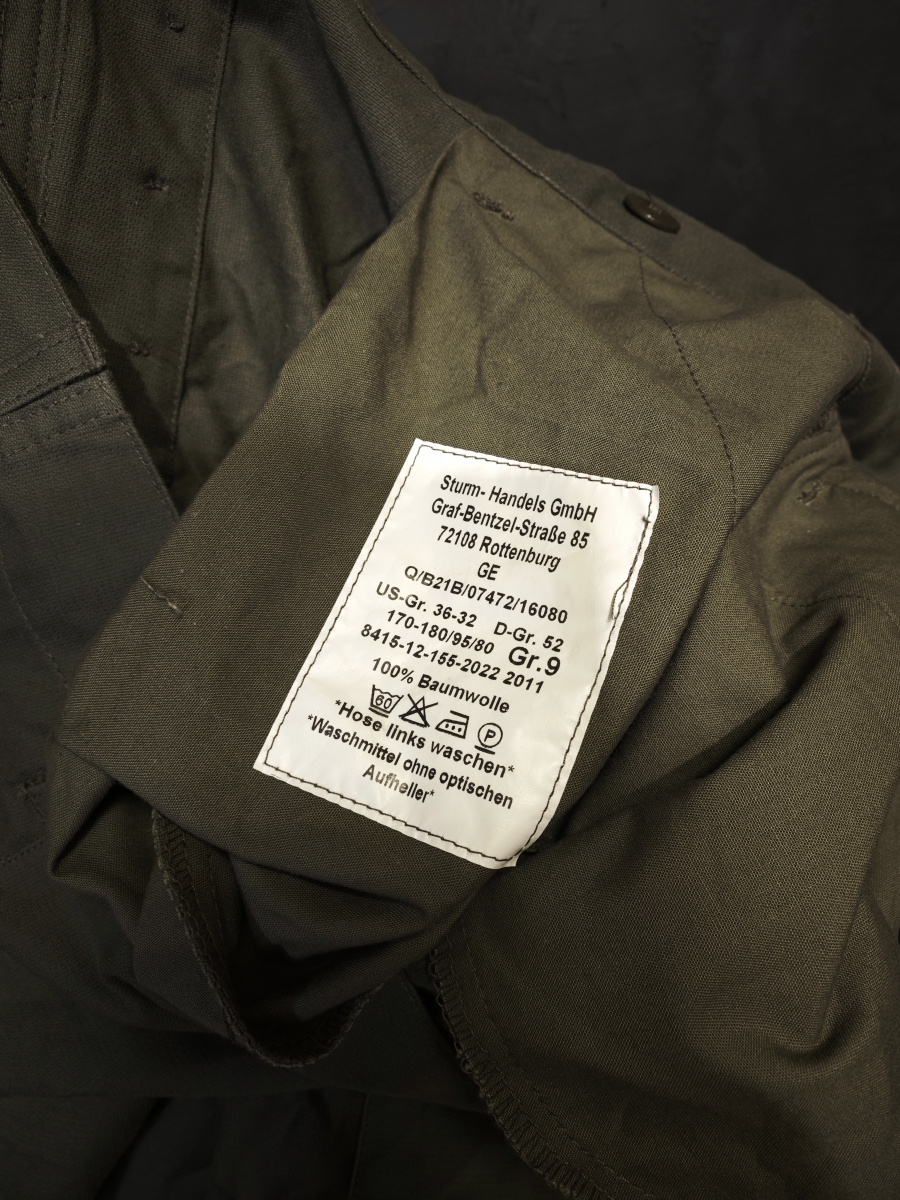 Sturm- Handels GmbH
Graf-Bentzel-Straße 85
72108 Rottenburg
GE
Q/B21B/07472/16080
US-Gr. 36-32 D-Gr. 52
170-180/95/80 Gr.9
8415-12-155-2022 2011
100% Baumwolle
60 P
*Hose links waschen*
*Waschmittel ohne optischen
Aufheller*